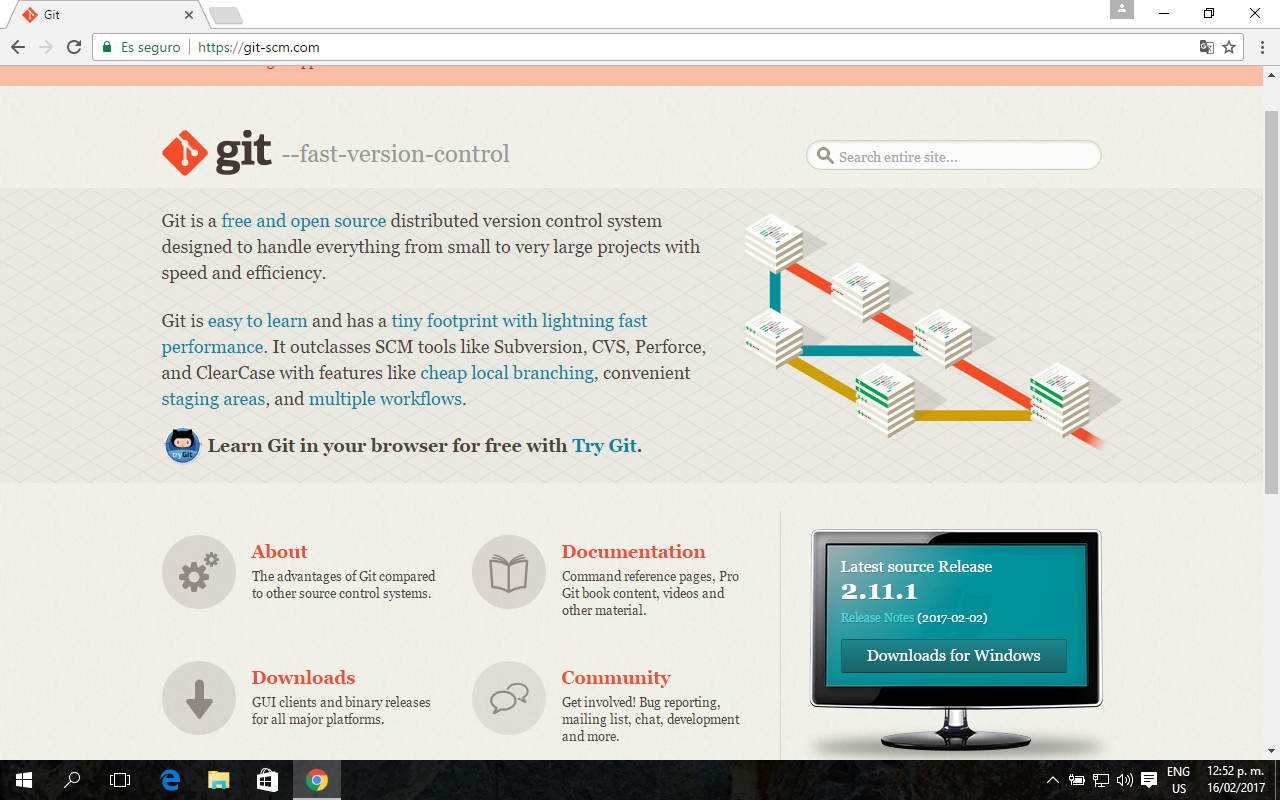 Git
Es seguro
https://git-scm.com
git --fast-version-control
Search entire site...
Git is a free and open source distributed version control system
designed to handle everything from small to very large projects with
speed and efficiency.
Git is easy to learn and has a tiny footprint with lightning fast
performance. It outclasses SCM tools like Subversion, CVS, Perforce,
and ClearCase with features like cheap local branching, convenient
staging areas, and multiple workflows.
tryGit
Learn Git in your browser for free with Try Git.
About
The advantages of Git compared
to other source control systems.
Documentation
Command reference pages, Pro
Git book content, videos and
other material.
Downloads
GUI clients and binary releases
for all major platforms.
Community
Get involved! Bug reporting,
mailing list, chat, development
and more.
Latest source Release
2.11.1
Release Notes (2017-02-02)
Downloads for Windows
ENG
US
12:52 p. m.
16/02/2017